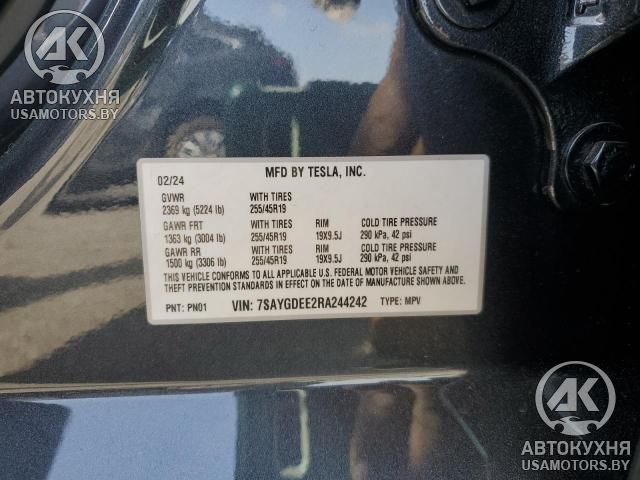 AK
АВТОКУХНЯ
USAMOTORS.BY
MFD BY TESLA, INC.
02/24
GVWR WITH TIRES
2369 kg (5224 lb) 255/45R19
GAWR FRT WITH TIRES RIM COLD TIRE PRESSURE
1363 kg (3004 lb) 255/45R19 19X9.5J 290 kPa, 42 psi
GAWR RR WITH TIRES RIM COLD TIRE PRESSURE
1500 kg (3306 lb) 255/45R19 19X9.5J 290 kPa, 42 psi
THIS VEHICLE CONFORMS TO ALL APPLICABLE U.S. FEDERAL MOTOR VEHICLE SAFETY AND
THEFT PREVENTION STANDARDS IN EFFECT ON THE DATE OF MANUFACTURE SHOWN ABOVE.
PNT: PN01 VIN: 7SAYGDEE2RA244242 TYPE: MPV
AK
АВТОКУХНЯ
USAMOTORS.BY